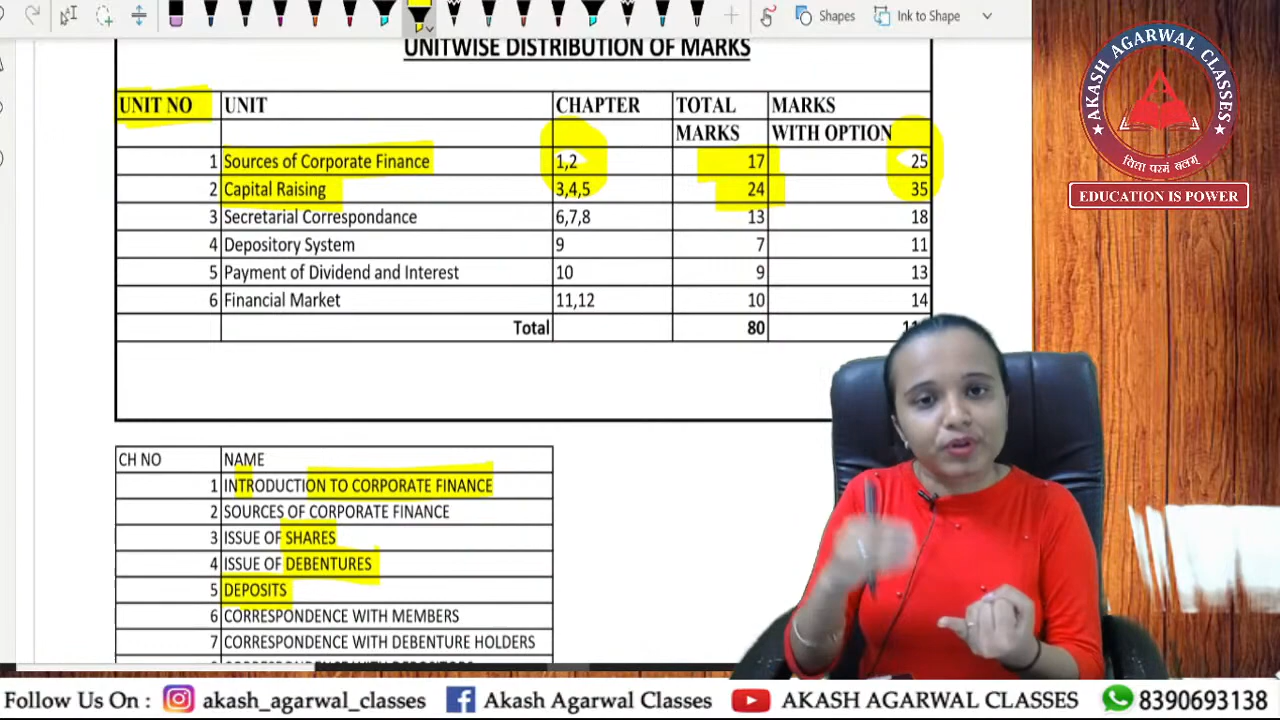 Shapes Ink to Shape
UNITWISE DISTRIBUTION OF MARKS
UNIT NO UNIT CHAPTER TOTAL MARKS
MARKS WITH OPTION
1 Sources of Corporate Finance 1,2 17 25
2 Capital Raising 3,4,5 24 35
3 Secretarial Correspondance 6,7,8 13 18
4 Depository System 9 7 11
5 Payment of Dividend and Interest 10 9 13
6 Financial Market 11,12 10 14
Total 80
CH NO NAME
1 INTRODUCTION TO CORPORATE FINANCE
2 SOURCES OF CORPORATE FINANCE
3 ISSUE OF SHARES
4 ISSUE OF DEBENTURES
5 DEPOSITS
6 CORRESPONDENCE WITH MEMBERS
7 CORRESPONDENCE WITH DEBENTURE HOLDERS
AKASH AGARWAL CLASSES
विद्या परमं बलम्
EDUCATION IS POWER
Follow Us On : akash_agarwal_classes Akash Agarwal Classes AKASH AGARWAL CLASSES 8390693138